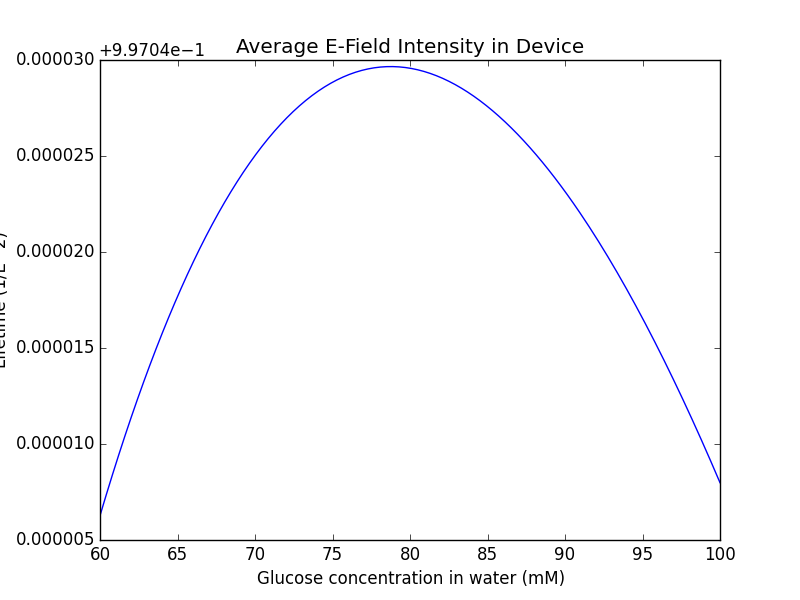 +9.9704e−1
Average E-Field Intensity in Device
0.000030
0.000025
0.000020
0.000015
0.000010
0.000005
60 65 70 75 80 85 90 95 100
Glucose concentration in water (mM)